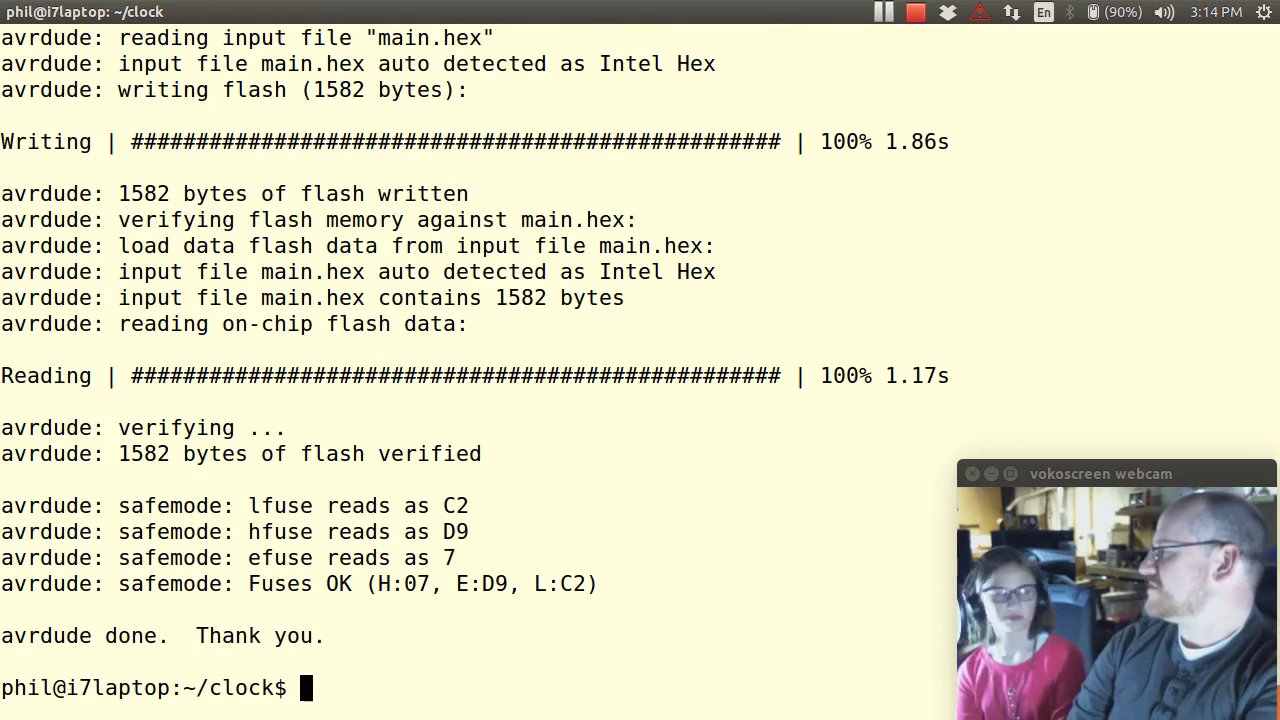 phil@i7laptop: ~/clock
En (90%) 3:14 PM
avrdude: reading input file "main.hex"
avrdude: input file main.hex auto detected as Intel Hex
avrdude: writing flash (1582 bytes):
Writing | ################################################## | 100% 1.86s
avrdude: 1582 bytes of flash written
avrdude: verifying flash memory against main.hex:
avrdude: load data flash data from input file main.hex:
avrdude: input file main.hex auto detected as Intel Hex
avrdude: input file main.hex contains 1582 bytes
avrdude: reading on-chip flash data:
Reading | ################################################## | 100% 1.17s
avrdude: verifying ...
avrdude: 1582 bytes of flash verified
avrdude: safemode: lfuse reads as C2
avrdude: safemode: hfuse reads as D9
avrdude: safemode: efuse reads as 7
avrdude: safemode: Fuses OK (H:07, E:D9, L:C2)
avrdude done.  Thank you.
phil@i7laptop:~/clock$
vokoscreen webcam